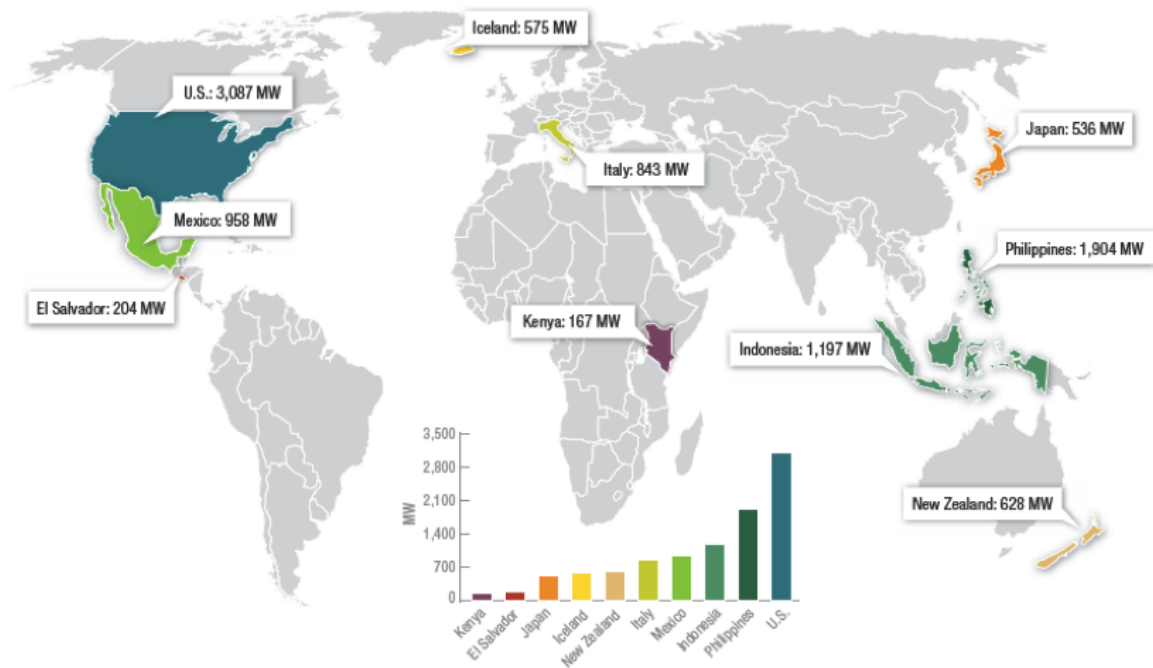 Iceland: 575 MW
U.S.: 3,087 MW
Japan: 536 MW
Italy: 843 MW
Mexico: 958 MW
Philippines: 1,904 MW
El Salvador: 204 MW
Kenya: 167 MW
Indonesia: 1,197 MW
New Zealand: 628 MW
MW
3,500
2,800
2,100
1,400
700
0
Kenya
El Salvador
Japan
Iceland
New Zealand
Italy
Mexico
Indonesia
Philippines
U.S.